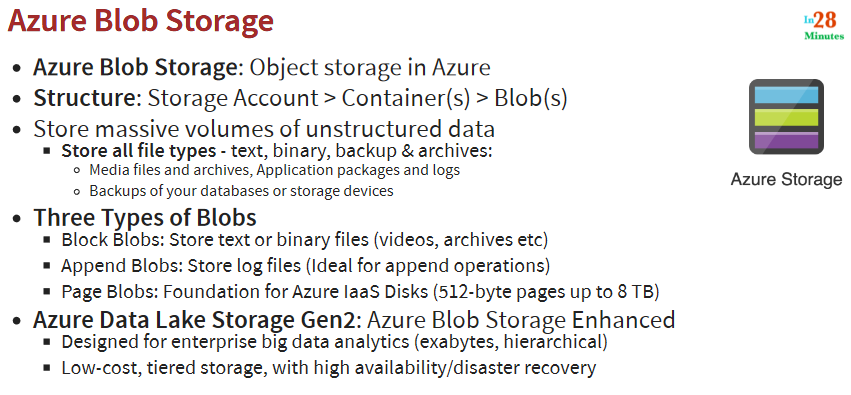 Azure Blob Storage
In28
Minutes
Azure Blob Storage: Object storage in Azure
Structure: Storage Account > Container(s) > Blob(s)
Store massive volumes of unstructured data
Store all file types - text, binary, backup & archives:
Media files and archives, Application packages and logs
Backups of your databases or storage devices
Azure Storage
Three Types of Blobs
Block Blobs: Store text or binary files (videos, archives etc)
Append Blobs: Store log files (Ideal for append operations)
Page Blobs: Foundation for Azure IaaS Disks (512-byte pages up to 8 TB)
Azure Data Lake Storage Gen2: Azure Blob Storage Enhanced
Designed for enterprise big data analytics (exabytes, hierarchical)
Low-cost, tiered storage, with high availability/disaster recovery